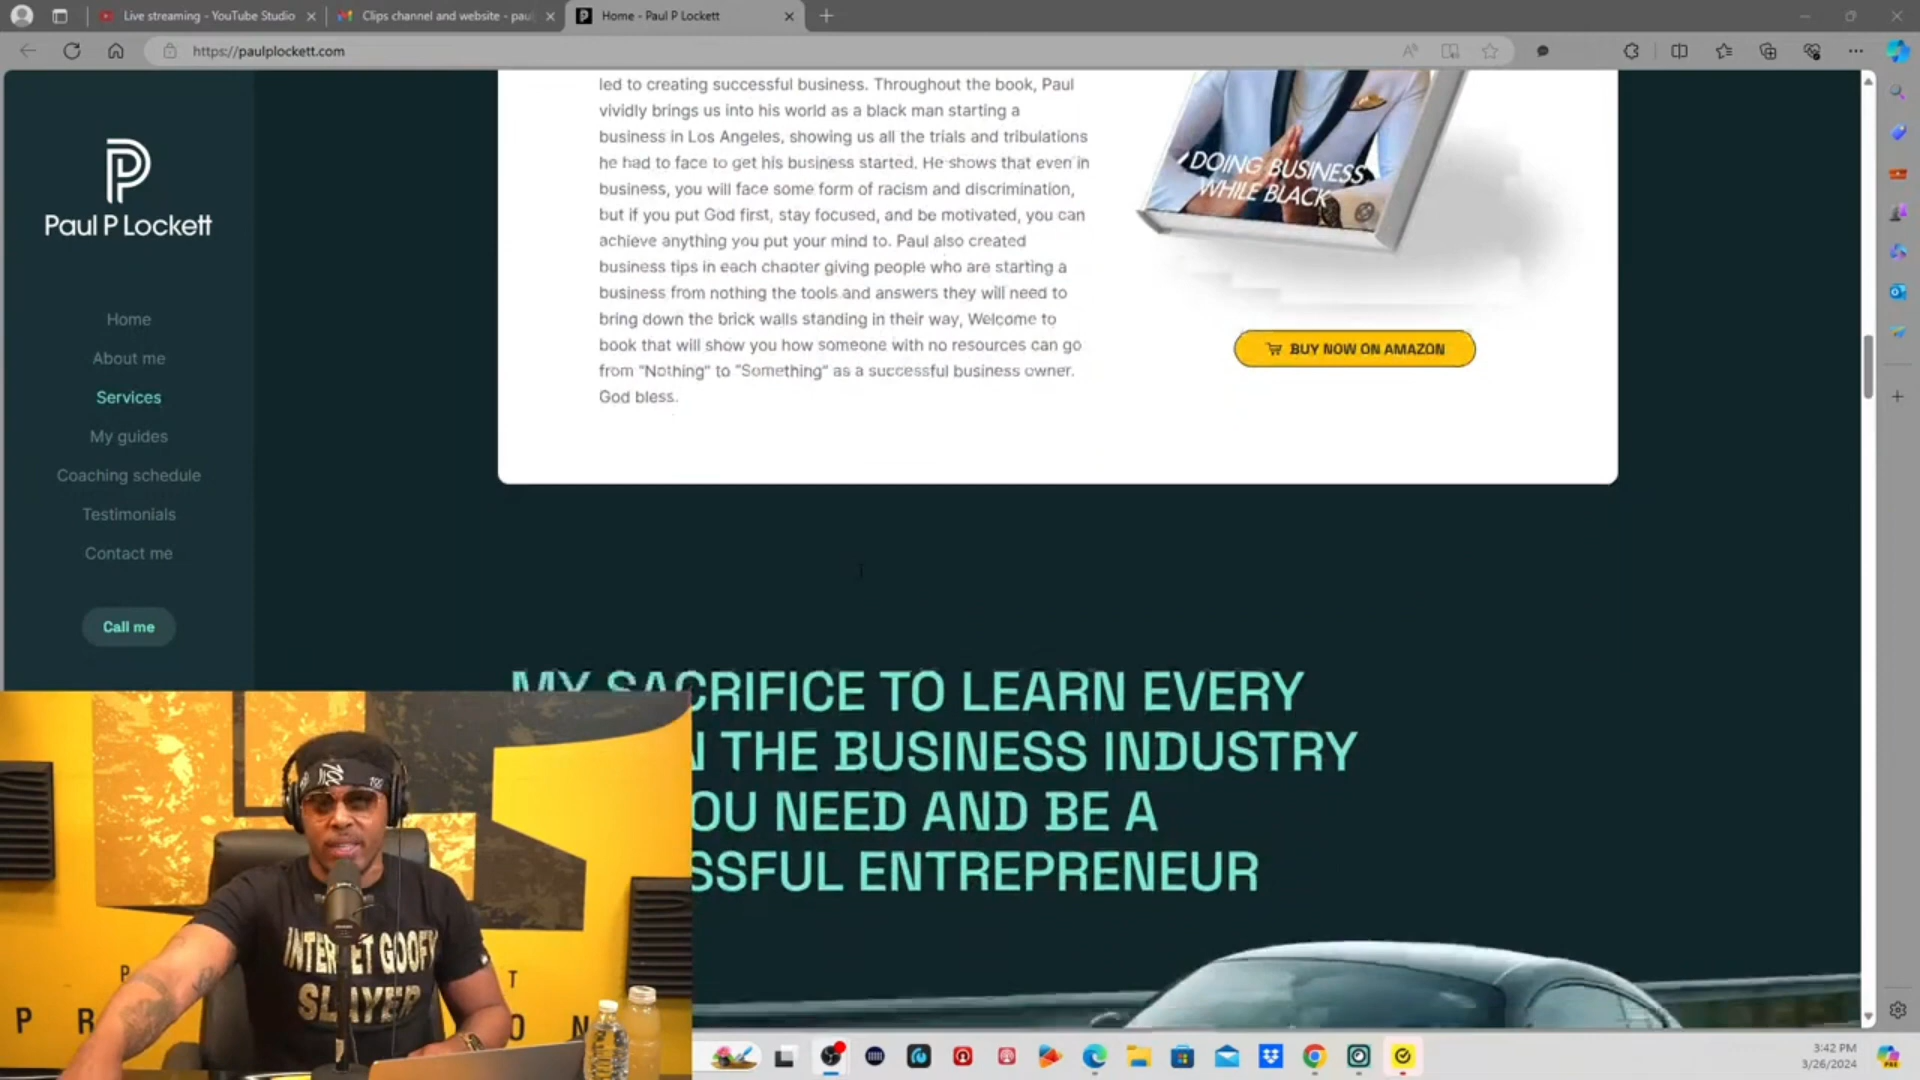 Live streaming - YouTube Studio
Clips channel and website - pau
Home - Paul P Lockett
https://paulplockett.com
Paul P Lockett
Home
About me
Services
My guides
Coaching schedule
Testimonials
Contact me
Call me
led to creating successful business. Throughout the book, Paul
vividly brings us into his world as a black man starting a
business in Los Angeles, showing us all the trials and tribulations
he had to face to get his business started. He shows that even in
business, you will face some form of racism and discrimination,
but if you put God first, stay focused, and be motivated, you can
achieve anything you put your mind to. Paul also created
business tips in each chapter giving people who are starting a
business from nothing the tools and answers they will need to
bring down the brick walls standing in their way, Welcome to
book that will show you how someone with no resources can go
from "Nothing" to "Something" as a successful business owner.
God bless.
DOING BUSINESS
WHILE BLACK
BUY NOW ON AMAZON
MY SACRIFICE TO LEARN EVERY
N THE BUSINESS INDUSTRY
OU NEED AND BE A
SSFUL ENTREPRENEUR
INTERNET GOOFY
SLAYER
P T
P R O N
3:42 PM
3/26/2024